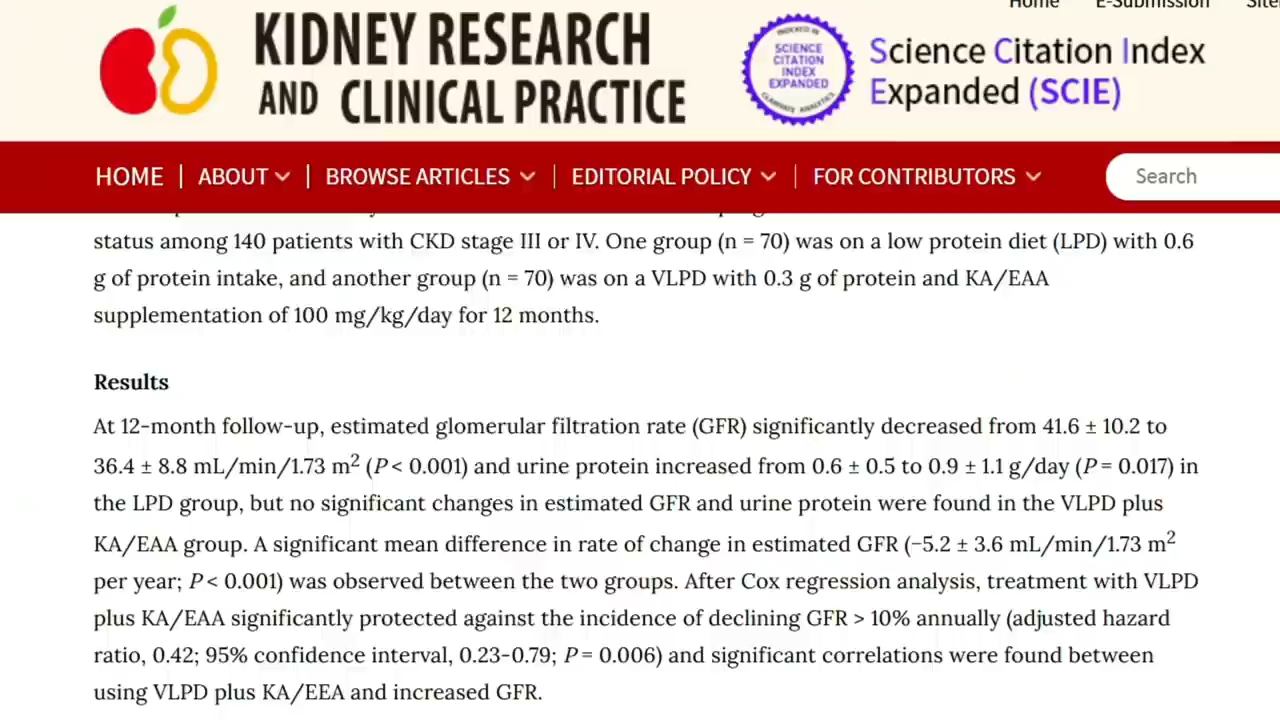 Home E-Submission Site
KIDNEY RESEARCH
AND CLINICAL PRACTICE
INDEXED IN
SCIENCE
CITATION
INDEX
EXPANDED
CLARIVATE ANALYTICS
Science Citation Index
Expanded (SCIE)
HOME | ABOUT | BROWSE ARTICLES | EDITORIAL POLICY | FOR CONTRIBUTORS
Search
status among 140 patients with CKD stage III or IV. One group (n = 70) was on a low protein diet (LPD) with 0.6
g of protein intake, and another group (n = 70) was on a VLPD with 0.3 g of protein and KA/EAA
supplementation of 100 mg/kg/day for 12 months.
Results
At 12-month follow-up, estimated glomerular filtration rate (GFR) significantly decreased from 41.6 ± 10.2 to
36.4 ± 8.8 mL/min/1.73 m² (P < 0.001) and urine protein increased from 0.6 ± 0.5 to 0.9 ± 1.1 g/day (P = 0.017) in
the LPD group, but no significant changes in estimated GFR and urine protein were found in the VLPD plus
KA/EAA group. A significant mean difference in rate of change in estimated GFR (−5.2 ± 3.6 mL/min/1.73 m²
per year; P < 0.001) was observed between the two groups. After Cox regression analysis, treatment with VLPD
plus KA/EAA significantly protected against the incidence of declining GFR > 10% annually (adjusted hazard
ratio, 0.42; 95% confidence interval, 0.23-0.79; P = 0.006) and significant correlations were found between
using VLPD plus KA/EEA and increased GFR.